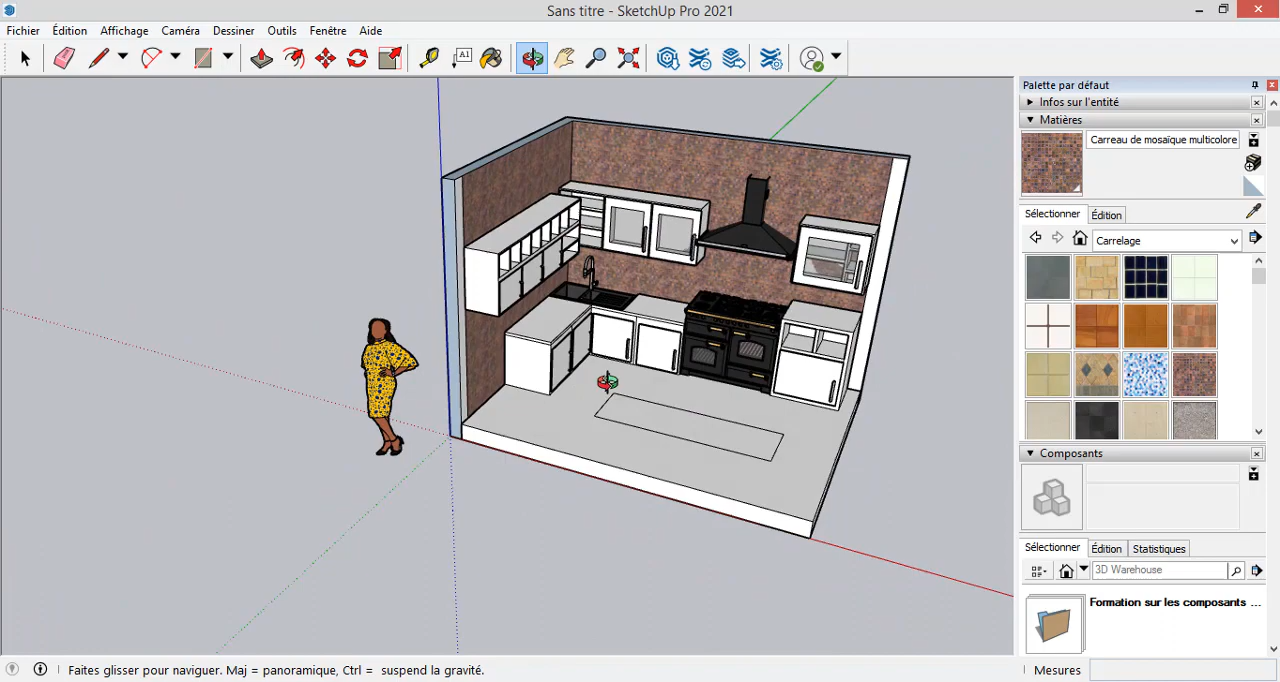 Sans titre - SketchUp Pro 2021
Fichier Édition Affichage Caméra Dessiner Outils Fenêtre Aide
A1
Palette par défaut
Infos sur l'entité
Matières
Carreau de mosaïque multicolore
Sélectionner Édition
Carrelage
Composants
Sélectionner Édition Statistiques
3D Warehouse
Formation sur les composants ...
Faites glisser pour naviguer. Maj = panoramique, Ctrl = suspend la gravité.
Mesures